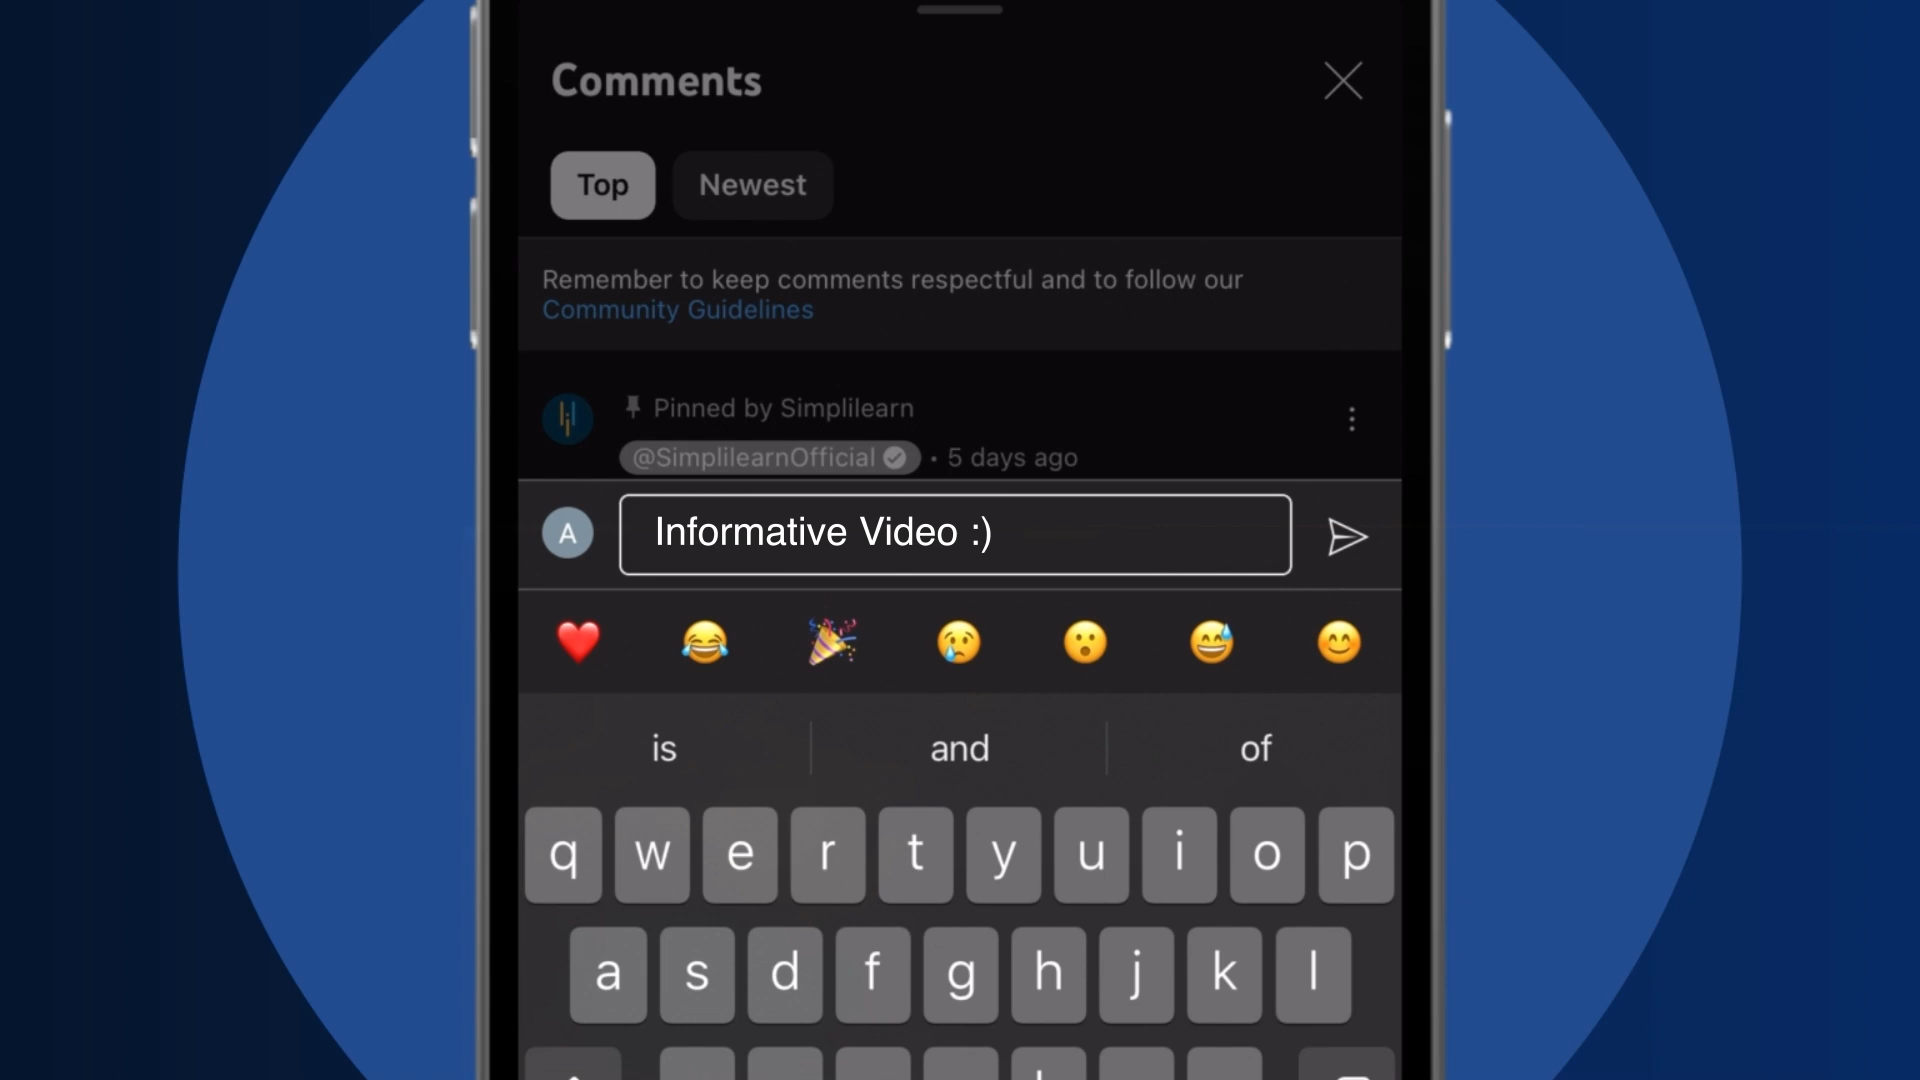 Comments
Top Newest
Remember to keep comments respectful and to follow our
Community Guidelines
Pinned by Simplilearn
@SimplilearnOfficial • 5 days ago
A Informative Video :)
is and of
q w e r t y u i o p
a s d f g h j k l